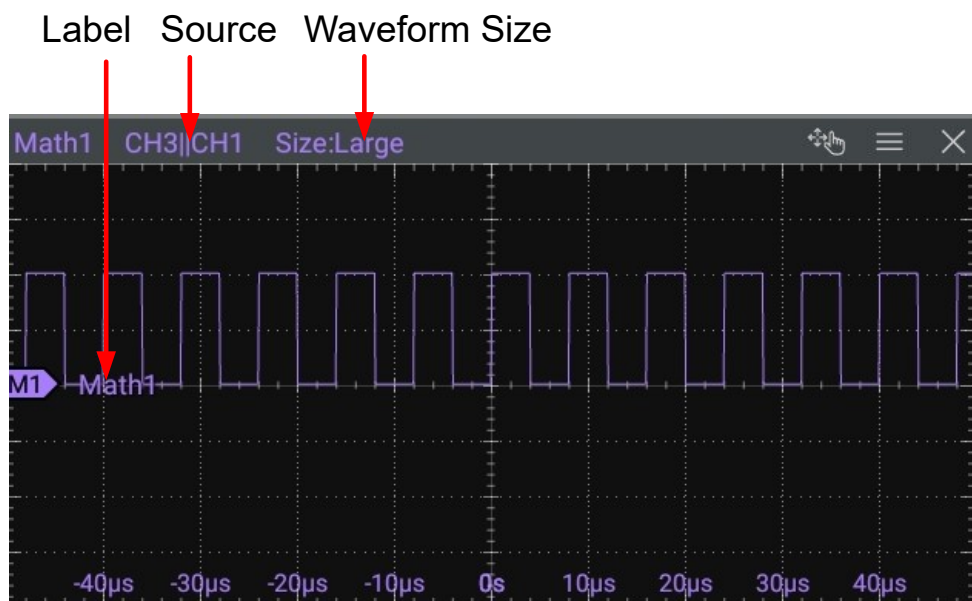 Label Source Waveform Size
Math1 CH3||CH1 Size:Large
M1 Math1
-40µs -30µs -20µs -10µs 0s 10µs 20µs 30µs 40µs